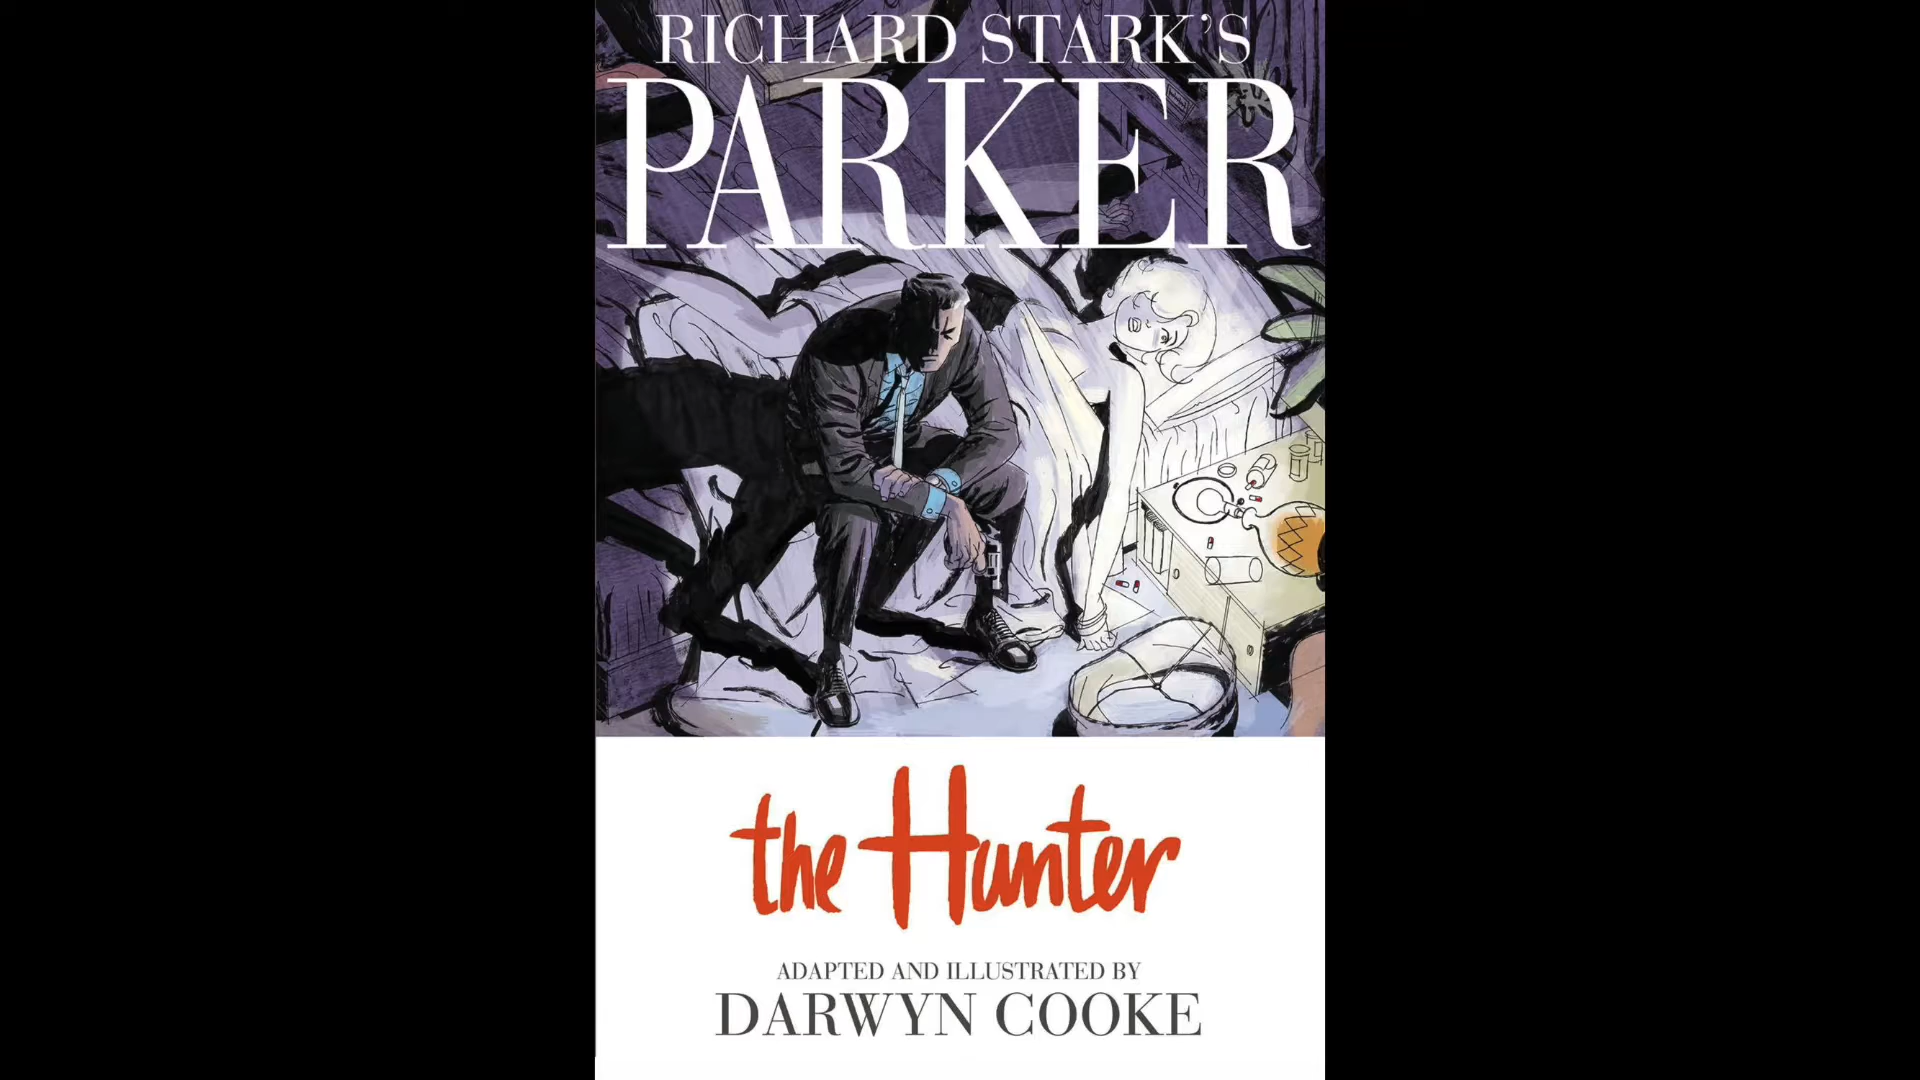 RICHARD STARK'S
PARKER
the Hunter
ADAPTED AND ILLUSTRATED BY
DARWYN COOKE